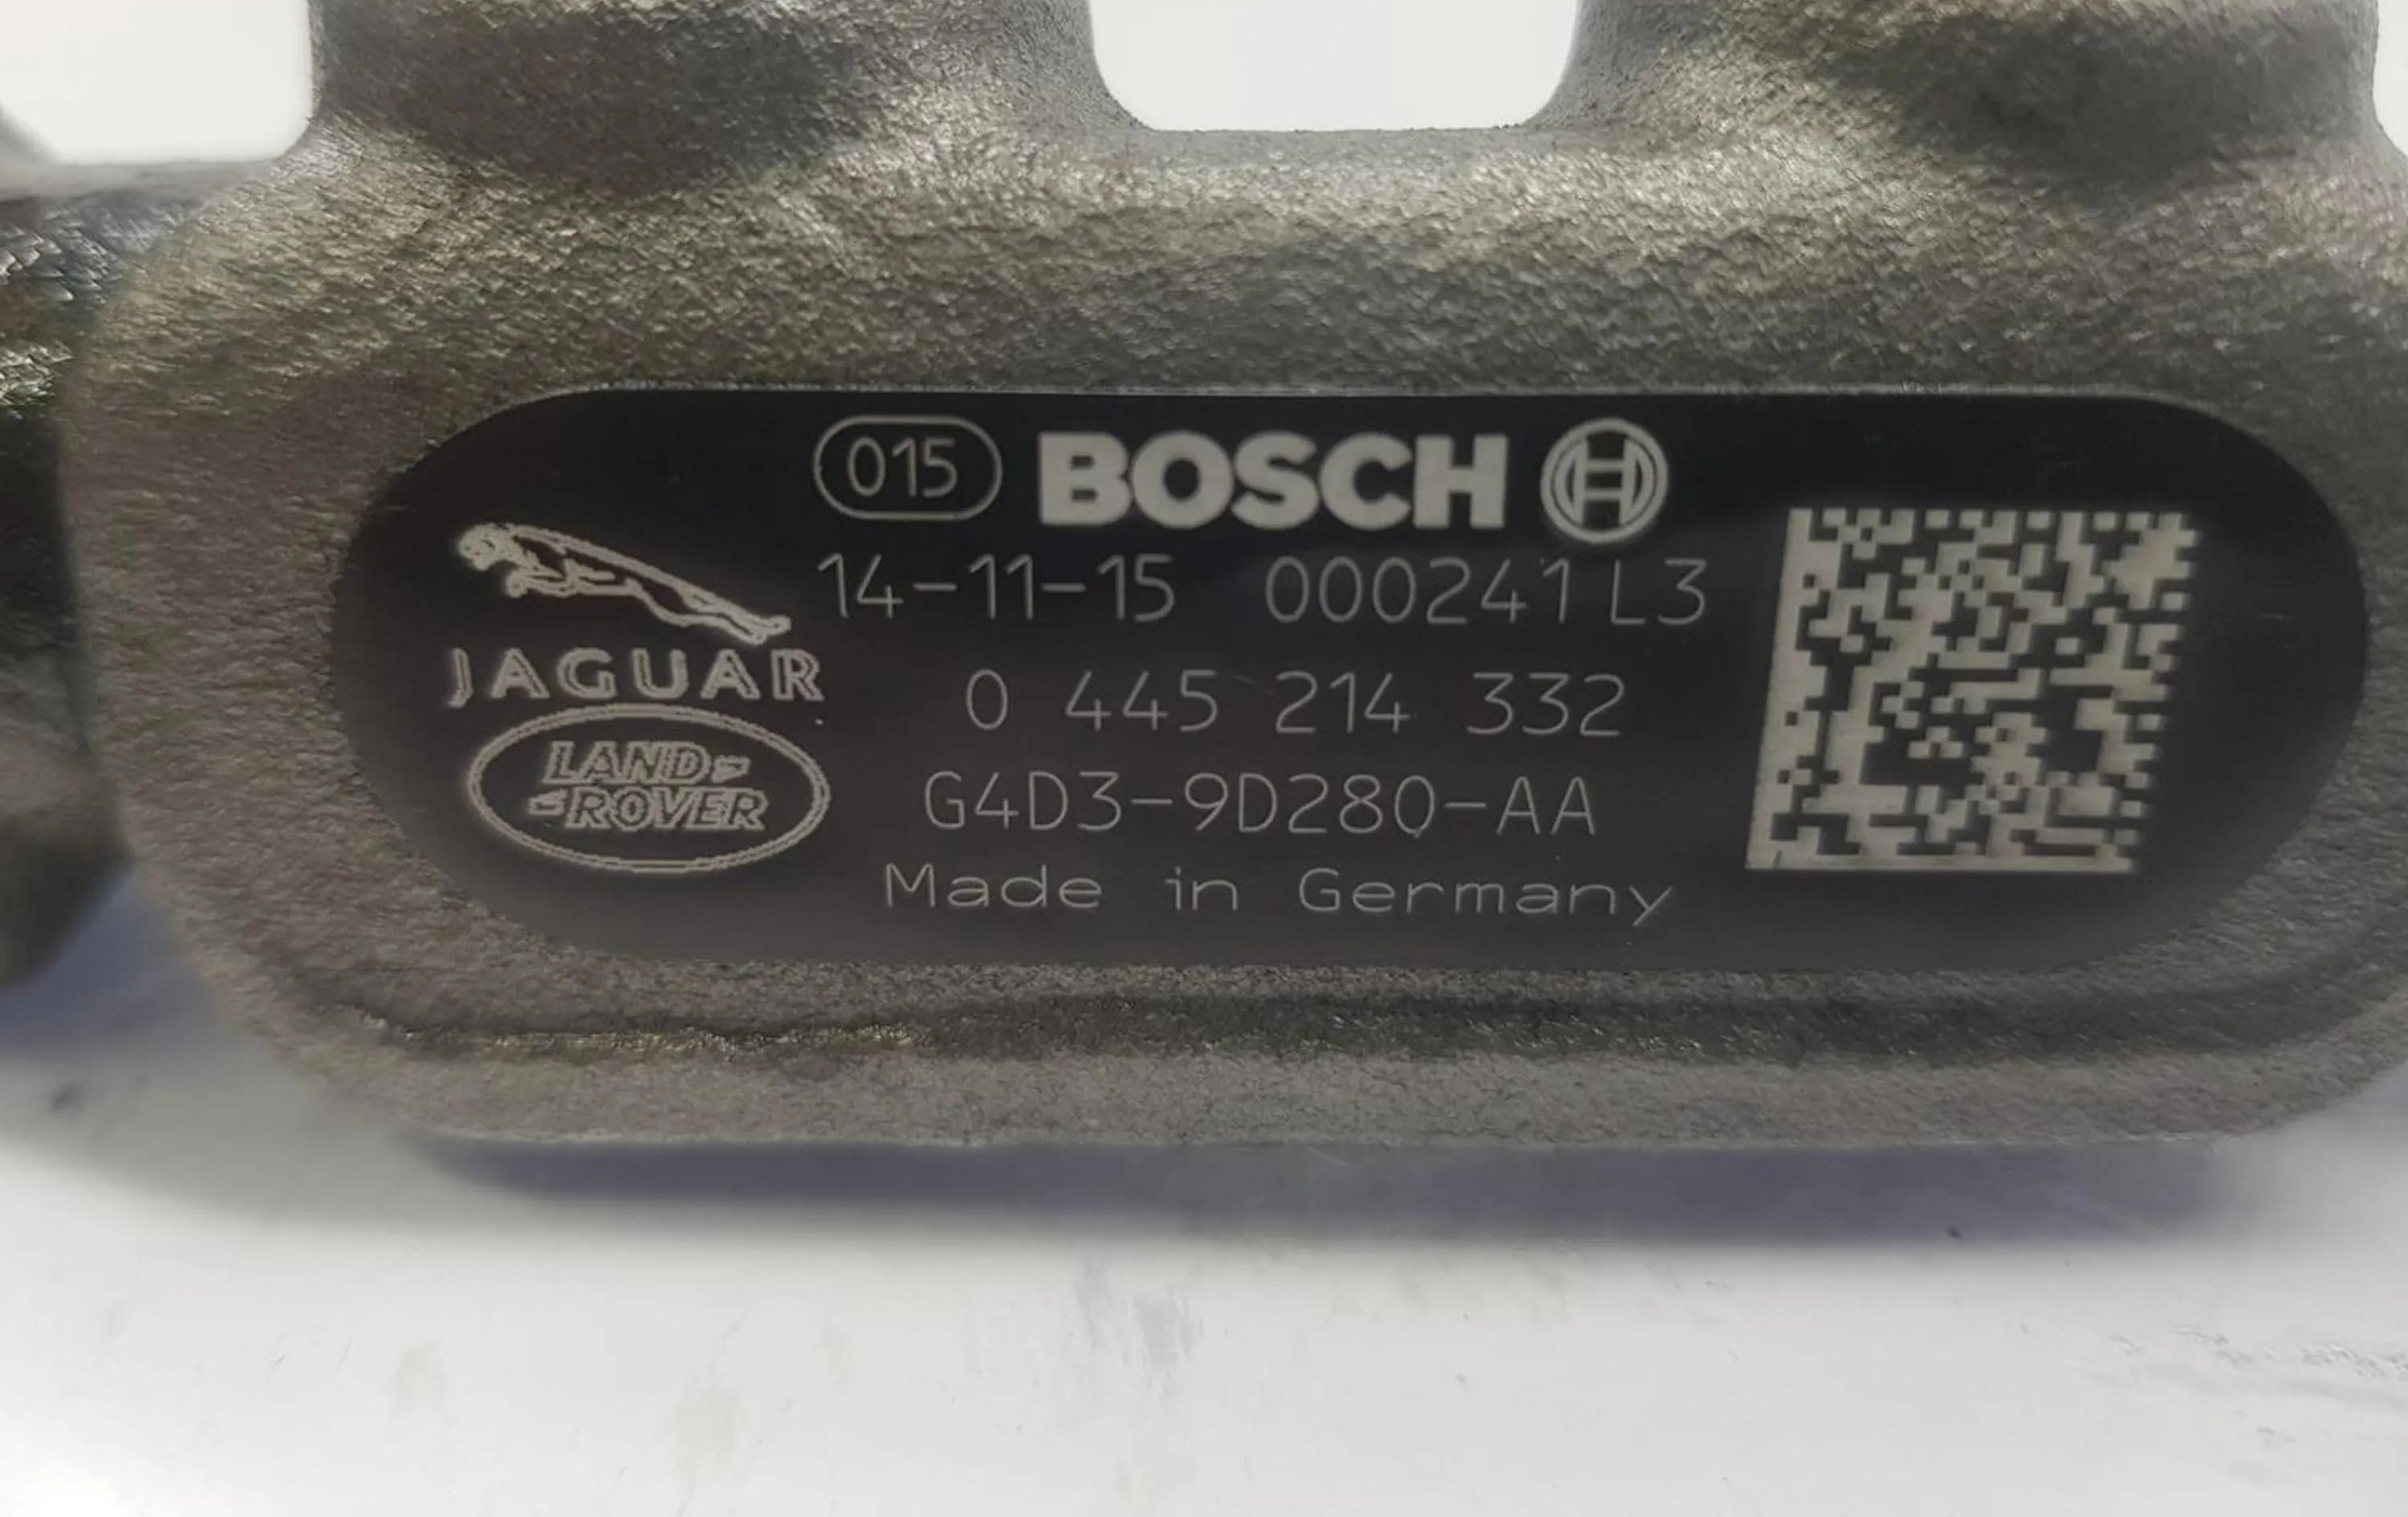 015 BOSCH
14-11-15 000241 L3
0 445 214 332
G4D3-9D280-AA
Made in Germany
JAGUAR
LAND
ROVER